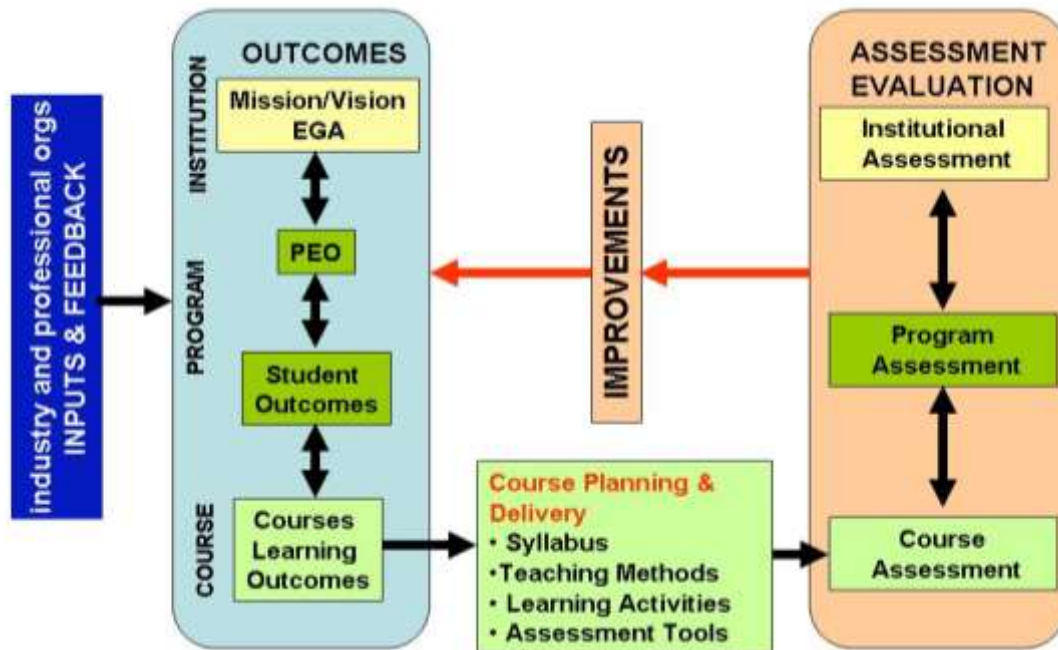 industry and professional orgs
INPUTS & FEEDBACK
OUTCOMES
INSTITUTION
PROGRAM
COURSE
Mission/Vision
EGA
PEO
Student
Outcomes
Courses
Learning
Outcomes
Course Planning &
Delivery
• Syllabus
•Teaching Methods
• Learning Activities
• Assessment Tools
IMPROVEMENTS
ASSESSMENT
EVALUATION
Institutional
Assessment
Program
Assessment
Course
Assessment